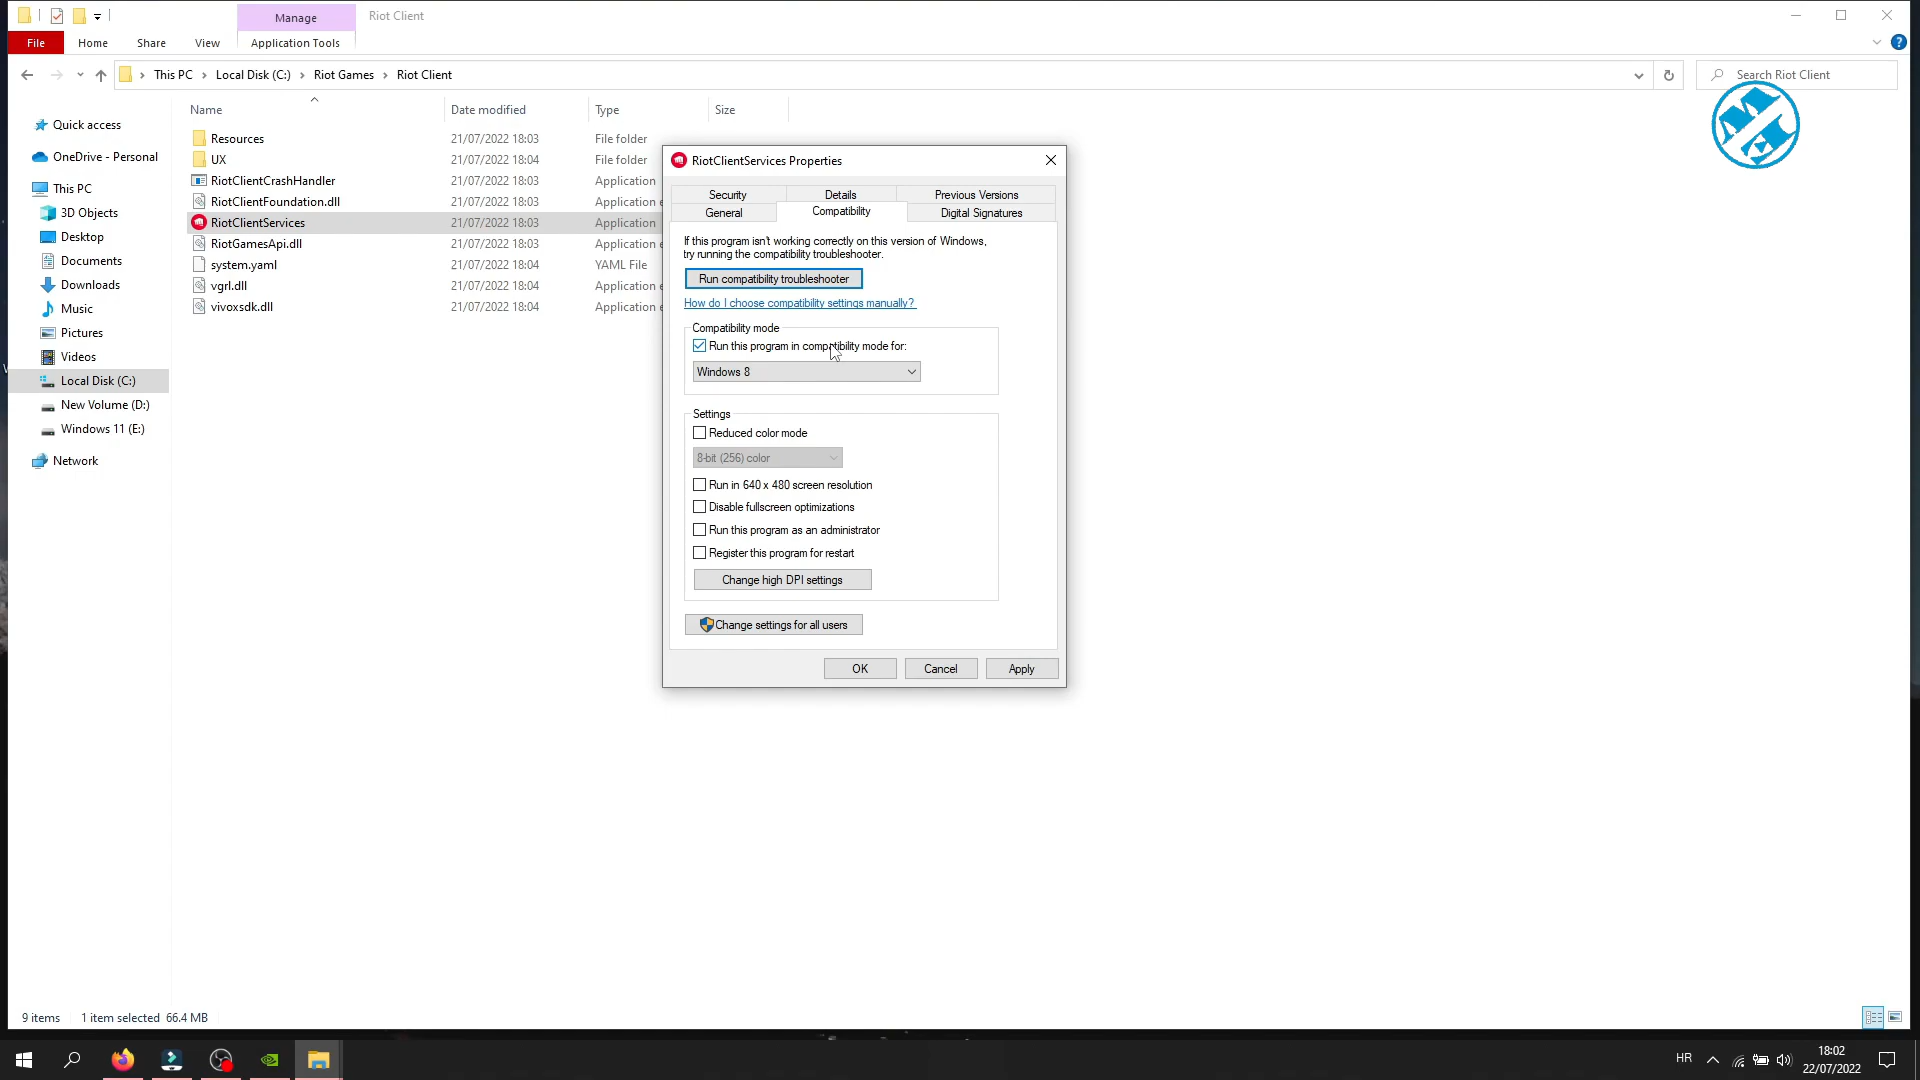 Manage
Riot Client
File
Home
Share
View
Application Tools
This PC
Local Disk (C:)
Riot Games
Riot Client
Search Riot Client
Name
Date modified
Type
Size
Quick access
OneDrive - Personal
This PC
3D Objects
Desktop
Documents
Downloads
Music
Pictures
Videos
Local Disk (C:)
New Volume (D:)
Windows 11 (E:)
Network
Resources 21/07/2022 18:03 File folder
UX 21/07/2022 18:04 File folder
RiotClientCrashHandler 21/07/2022 18:03 Application
RiotClientFoundation.dll 21/07/2022 18:03 Application e
RiotClientServices 21/07/2022 18:03 Application
RiotGamesApi.dll 21/07/2022 18:03 Application e
system.yaml 21/07/2022 18:04 YAML File
vgrl.dll 21/07/2022 18:04 Application e
vivoxsdk.dll 21/07/2022 18:04 Application e
RiotClientServices Properties
Security
Details
Previous Versions
General
Compatibility
Digital Signatures
If this program isn't working correctly on this version of Windows,
try running the compatibility troubleshooter.
Run compatibility troubleshooter
How do I choose compatibility settings manually?
Compatibility mode
Run this program in compatibility mode for:
Windows 8
Settings
Reduced color mode
8-bit (256) color
Run in 640 x 480 screen resolution
Disable fullscreen optimizations
Run this program as an administrator
Register this program for restart
Change high DPI settings
Change settings for all users
OK
Cancel
Apply
9 items
1 item selected 66.4 MB
HR
18:02
22/07/2022